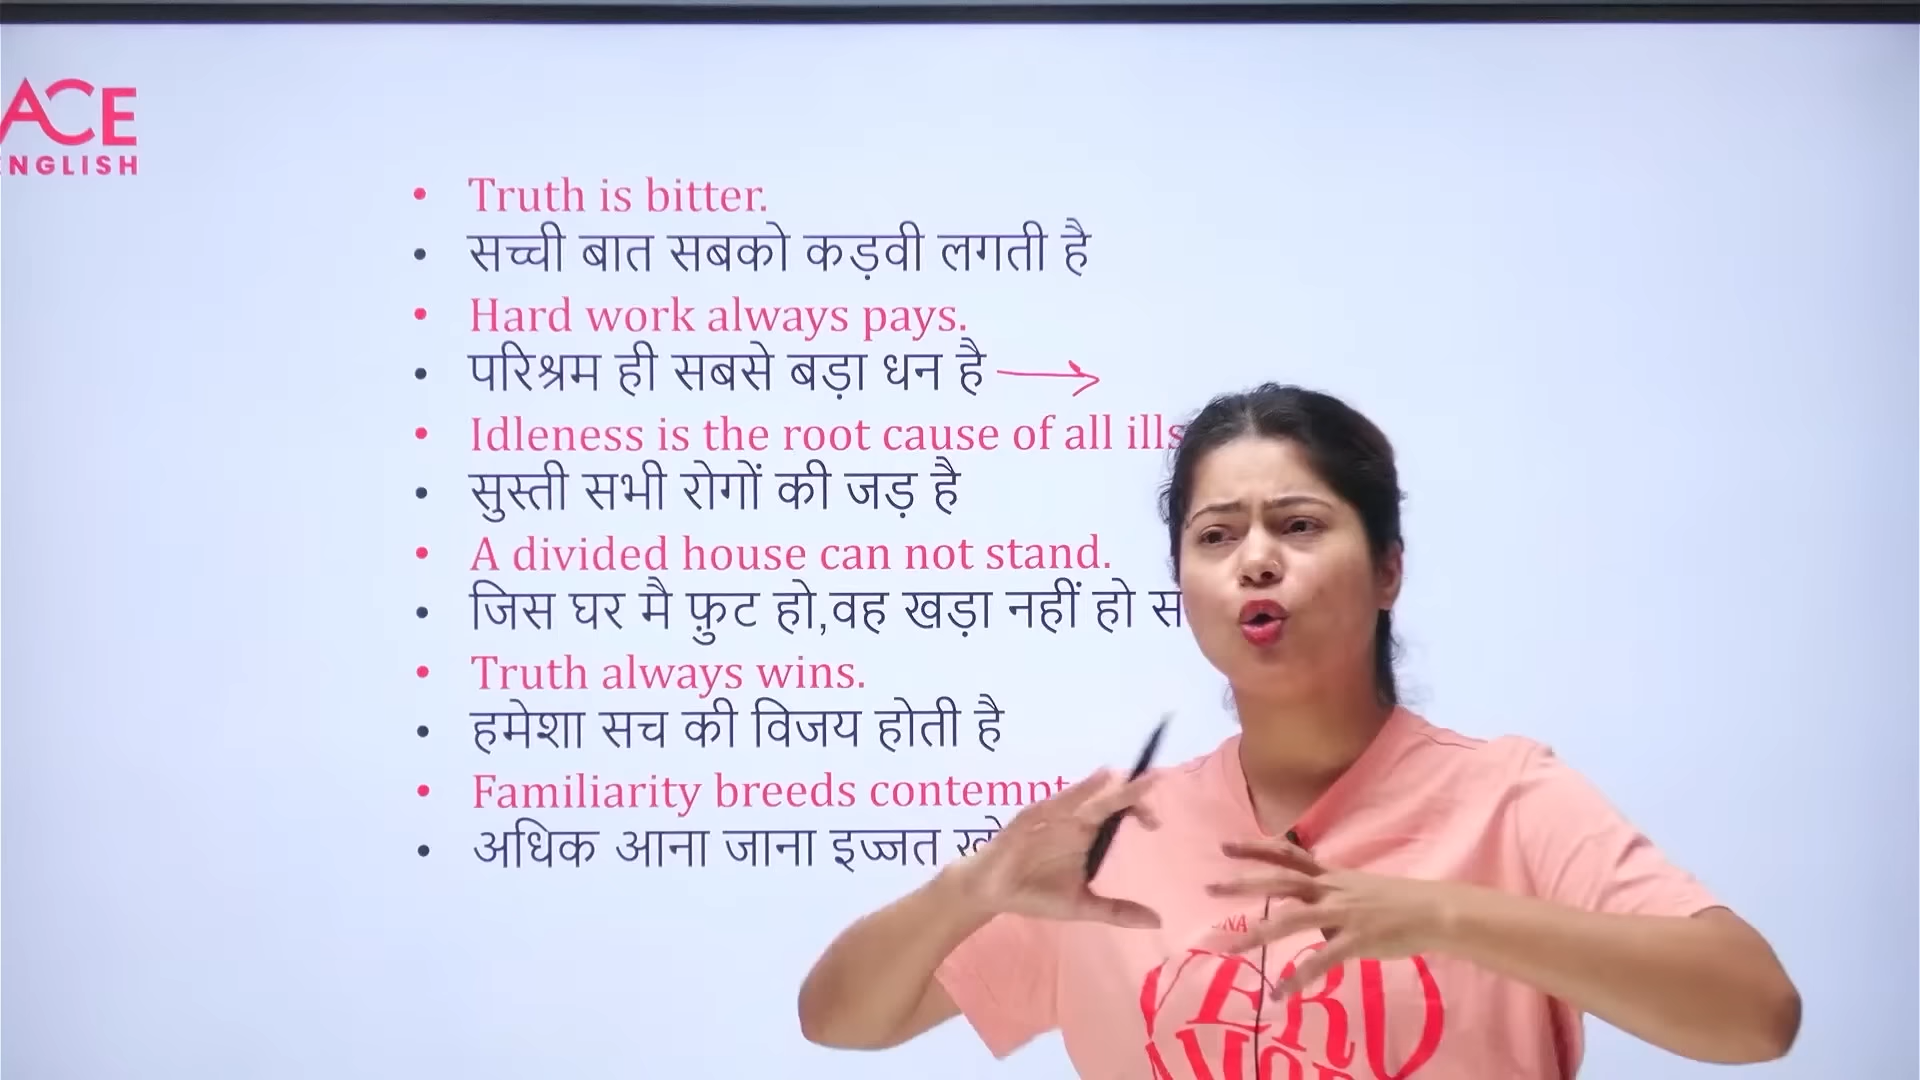 ACE
ENGLISH
• Truth is bitter.
• सच्ची बात सबको कड़वी लगती है
• Hard work always pays.
• परिश्रम ही सबसे बड़ा धन है
• Idleness is the root cause of all ills
• सुस्ती सभी रोगों की जड़ है
• A divided house can not stand.
• जिस घर मै फ़ुट हो,वह खड़ा नहीं हो
• Truth always wins.
• हमेशा सच की विजय होती है
• Familiarity breeds contempt
• अधिक आना जाना इज्जत